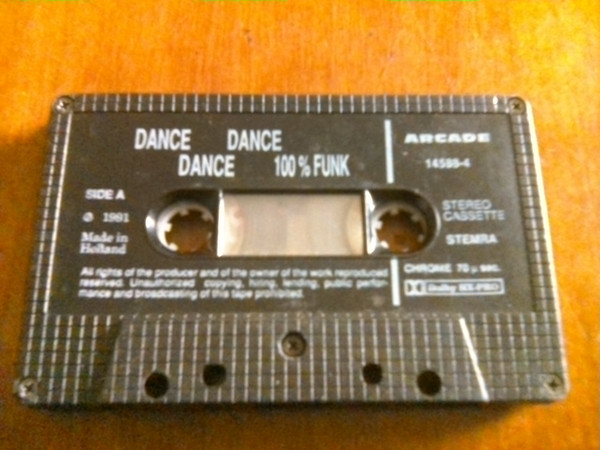 DANCE DANCE
DANCE 100% FUNK
ARCADE
14588-4
SIDE A
℗ 1991
Made in
Holland
STEREO
CASSETTE
STEMRA
All rights of the producer and of the owner of the work reproduced
reserved. Unauthorized copying, hiring, lending, public perfor-
mance and broadcasting of this tape prohibited.
CHROME 70 µ sec.
Dolby HX-PRO